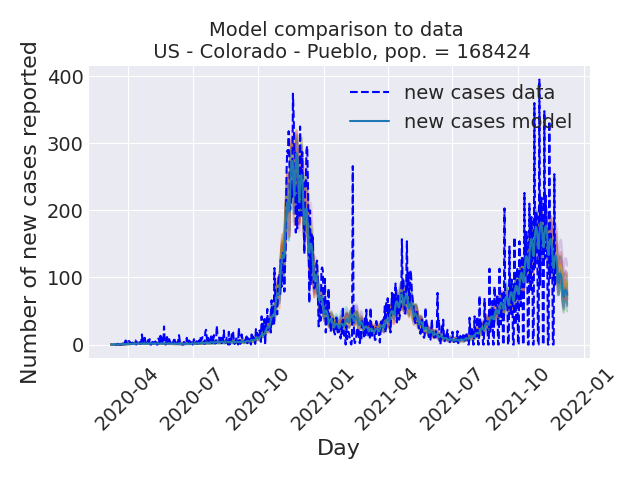 Model comparison to data
US - Colorado - Pueblo, pop. = 168424
Number of new cases reported
400
300
200
100
0
new cases data
new cases model
2020-04
2020-07
2020-10
2021-01
2021-04
2021-07
2021-10
2022-01
Day